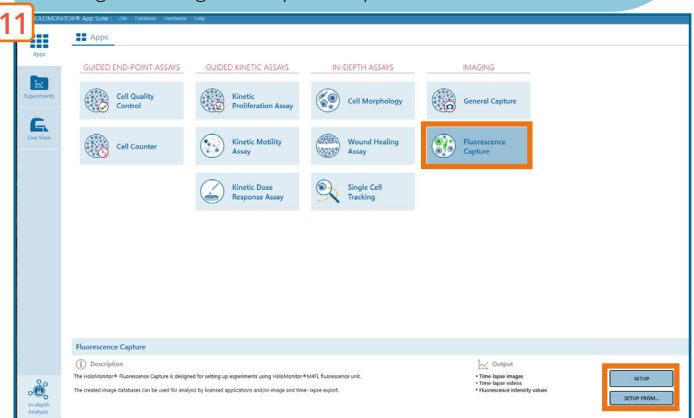 11
HOLOMONITOR® App Suite File Database Hardware Help
Apps
Apps
Experiments
Live View
In-depth
Analysis
GUIDED END-POINT ASSAYS
Cell Quality
Control
Cell Counter
GUIDED KINETIC ASSAYS
Kinetic
Proliferation Assay
Kinetic Motility
Assay
Kinetic Dose
Response Assay
IN-DEPTH ASSAYS
Cell Morphology
Wound Healing
Assay
Single Cell
Tracking
IMAGING
General Capture
Fluorescence
Capture
Fluorescence Capture
Description
The HoloMonitor® Fluorescence Capture is designed for setting up experiments using HoloMonitor®M4FL fluorescence unit.
The created image databases can be used for analysis by licensed applications and/or image and time- lapse export.
Output
• Time-lapse images
• Time-lapse videos
• Fluorescence intensity values
SETUP
SETUP FROM...